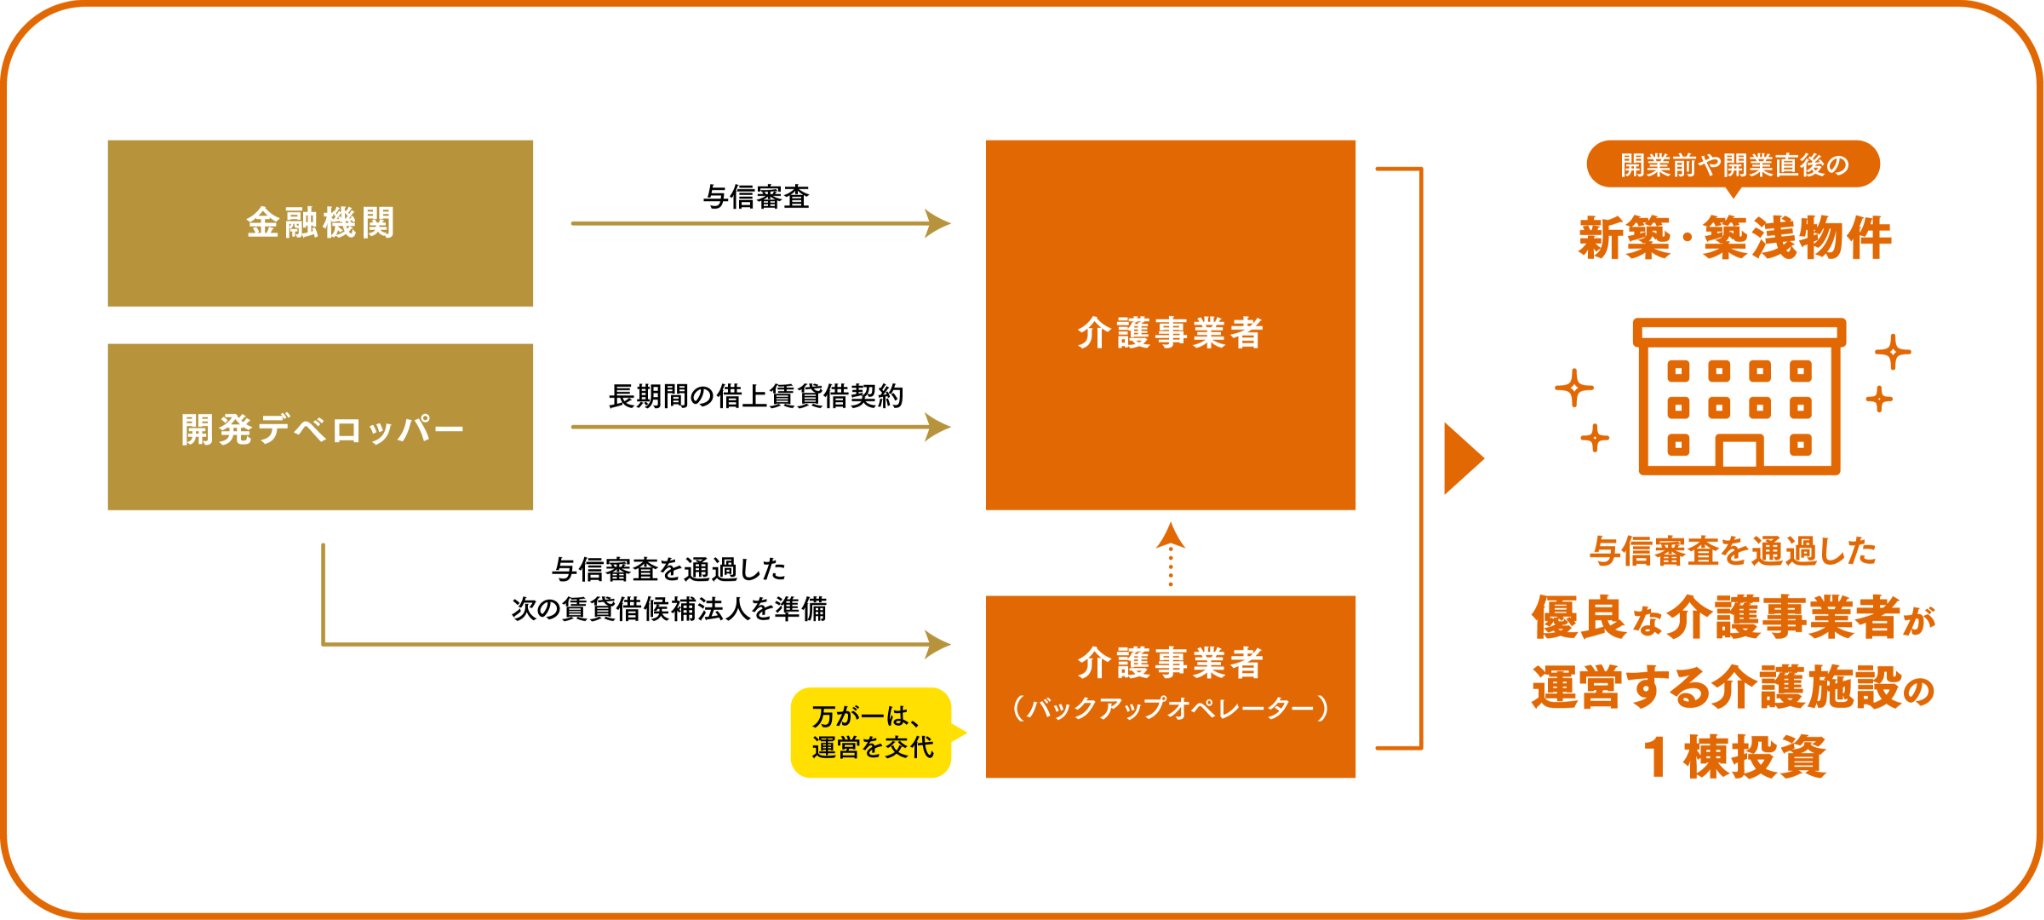 金融機関
与信審査
開発デベロッパー
長期間の借上賃貸借契約
介護事業者
与信審査を通過した
次の賃貸借候補法人を準備
介護事業者
（バックアップオペレーター）
万が一は、
運営を交代
開業前や開業直後の
新築・築浅物件
与信審査を通過した
優良な介護事業者が
運営する介護施設の
1棟投資